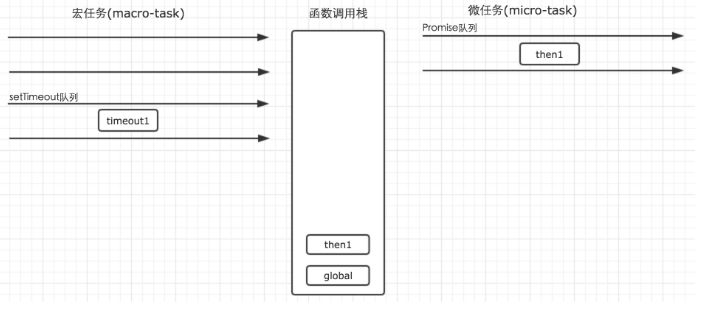 宏任务(macro-task)
函数调用栈
微任务(micro-task)
Promise队列
then1
setTimeout队列
timeout1
then1
global